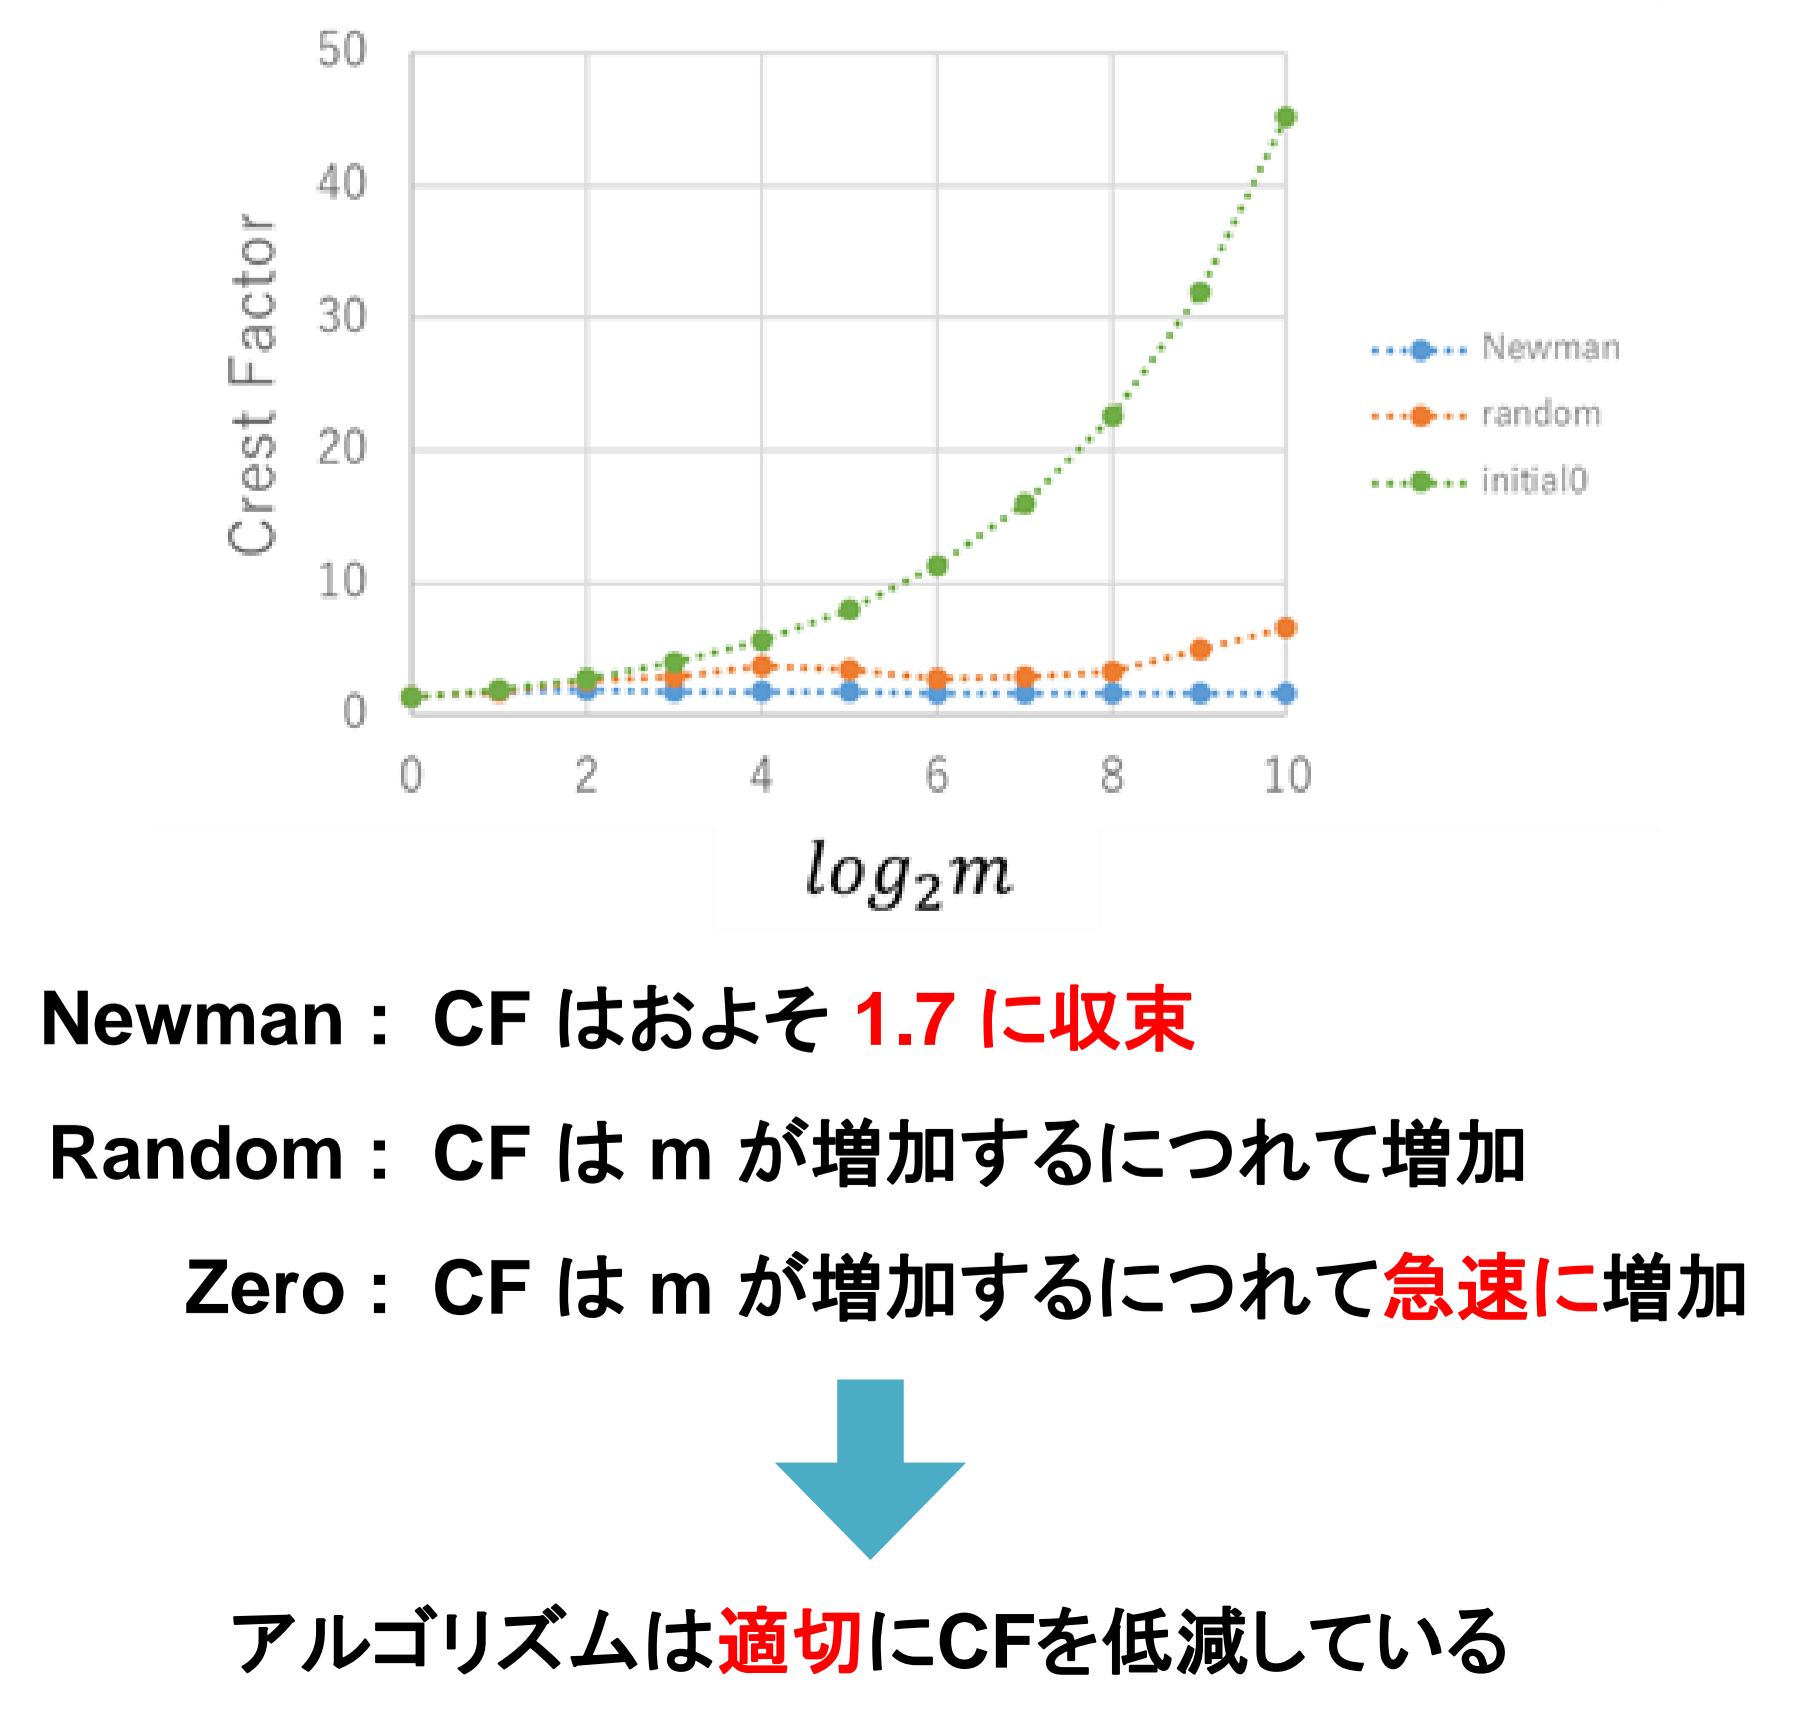 50
40
30
20
10
0
Crest Factor
0 2 4 6 8 10
log₂m
Newman
random
initial0
Newman： CF はおよそ 1.7 に収束
Random： CF は m が増加するにつれて増加
Zero： CF は m が増加するにつれて急速に増加
アルゴリズムは適切にCFを低減している